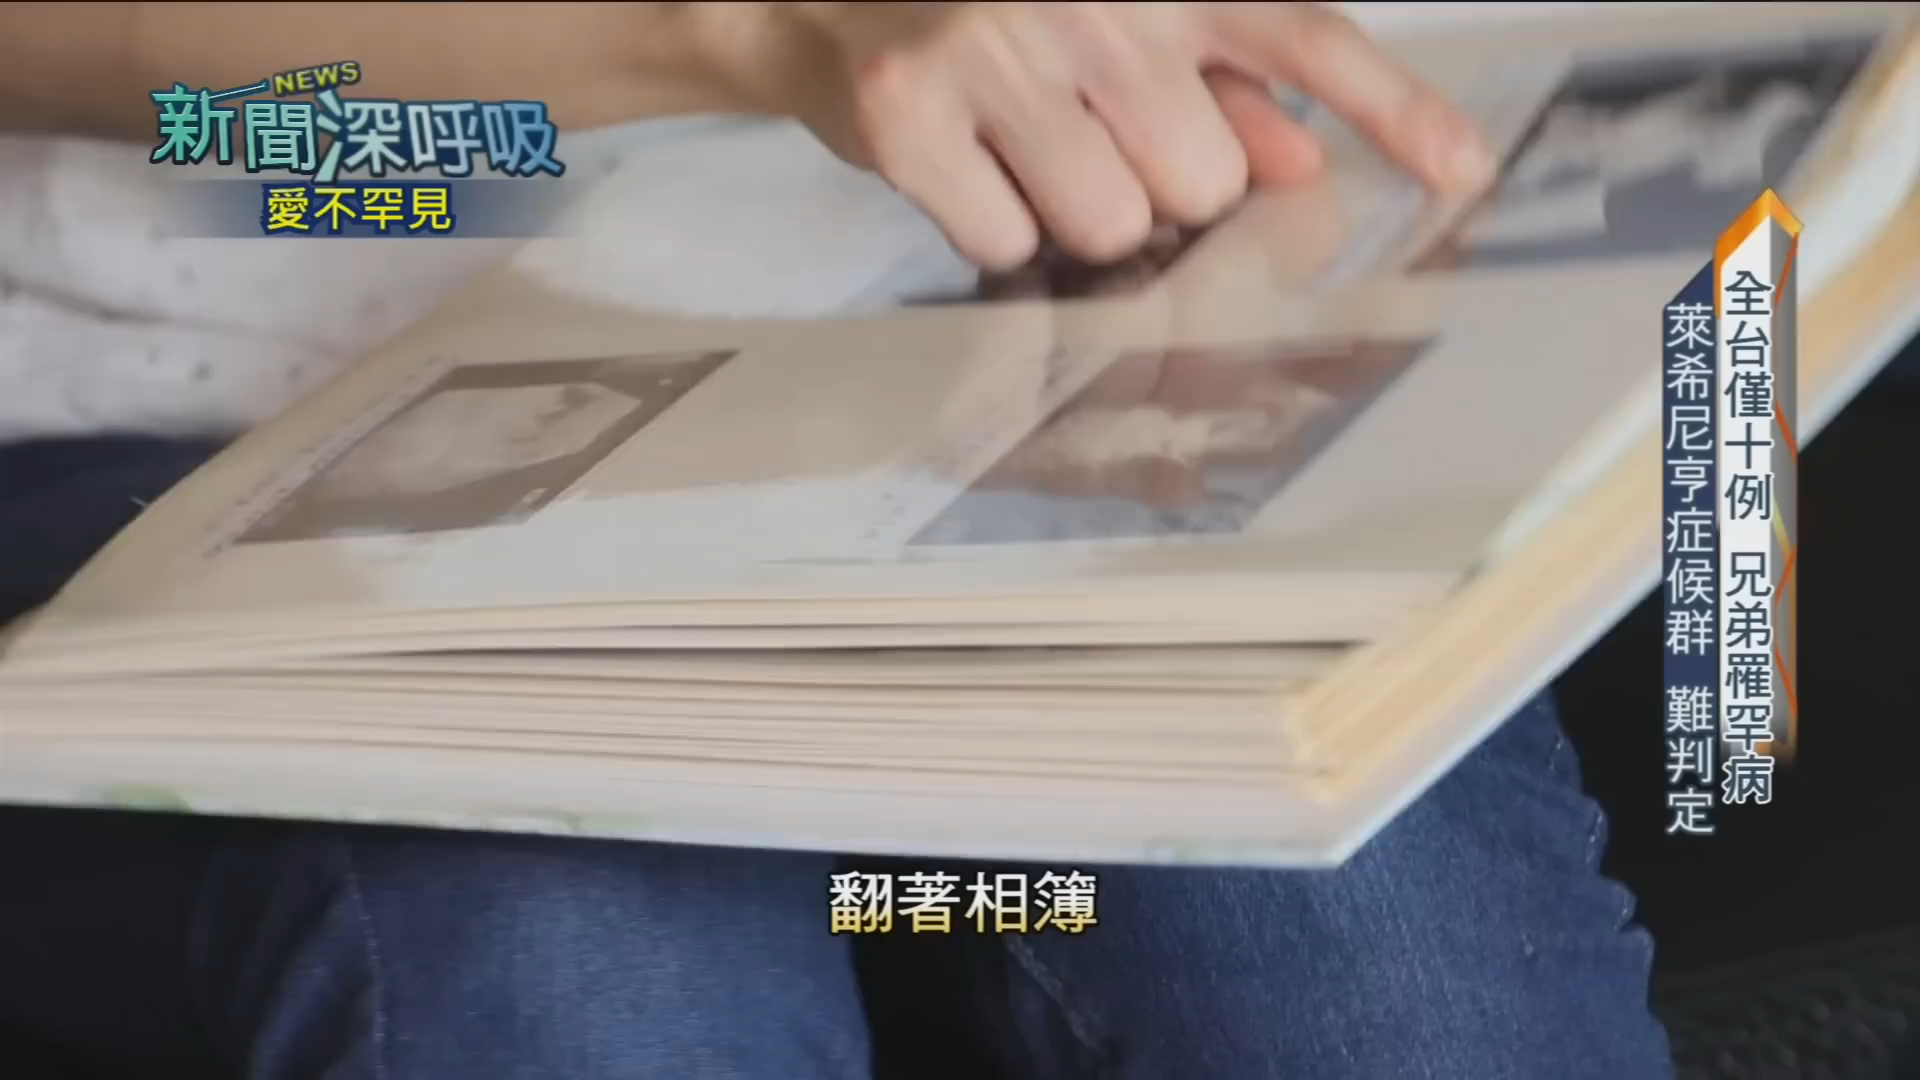 NEWS
新聞深呼吸
愛不罕見
全台僅十例 兄弟罹罕病
萊希尼亨症候群 難判定
翻著相簿